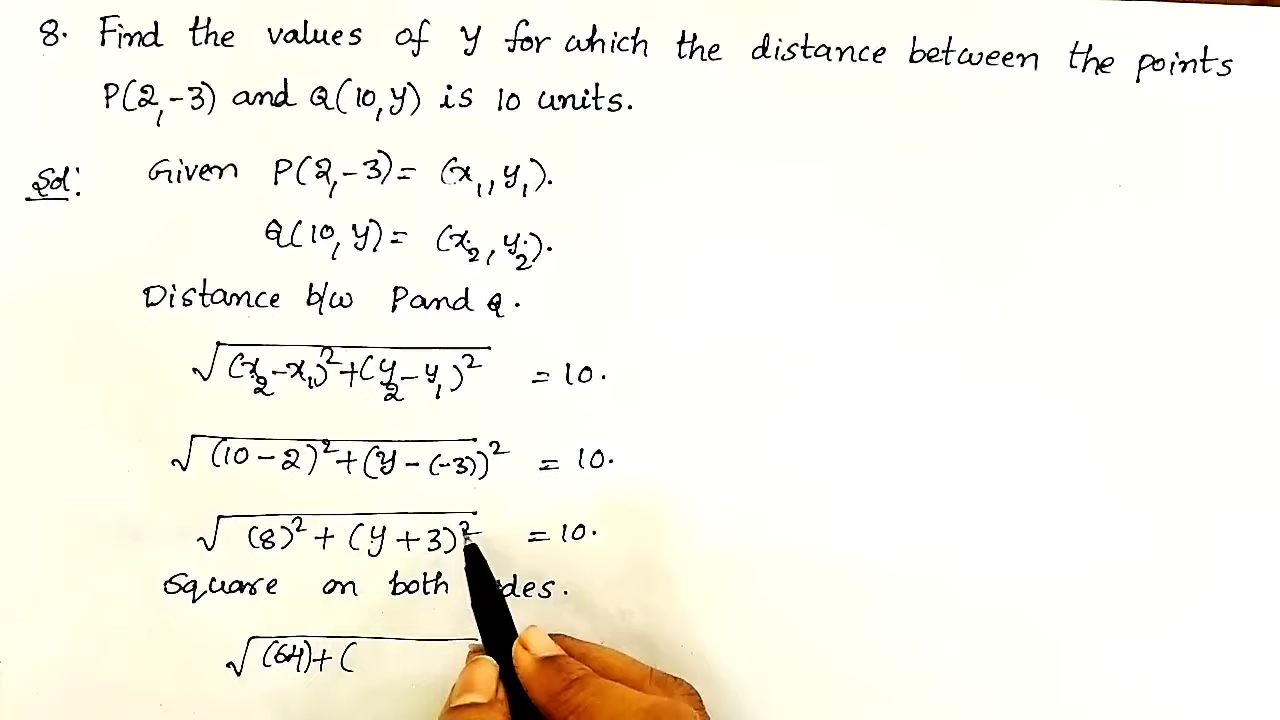 8. Find the values of y for which the distance between the points
P(2,-3) and Q(10,y) is 10 units.
Sol: Given P(2,-3) = (x₁, y₁).
Q(10, y) = (x₂, y₂).
Distance b/w P and Q.
√((x₂-x₁)²+(y₂-y₁)²) = 10.
√((10-2)²+(y-(-3))²) = 10.
√((8)²+(y+3)²) = 10.
Square on both
√((64)+(